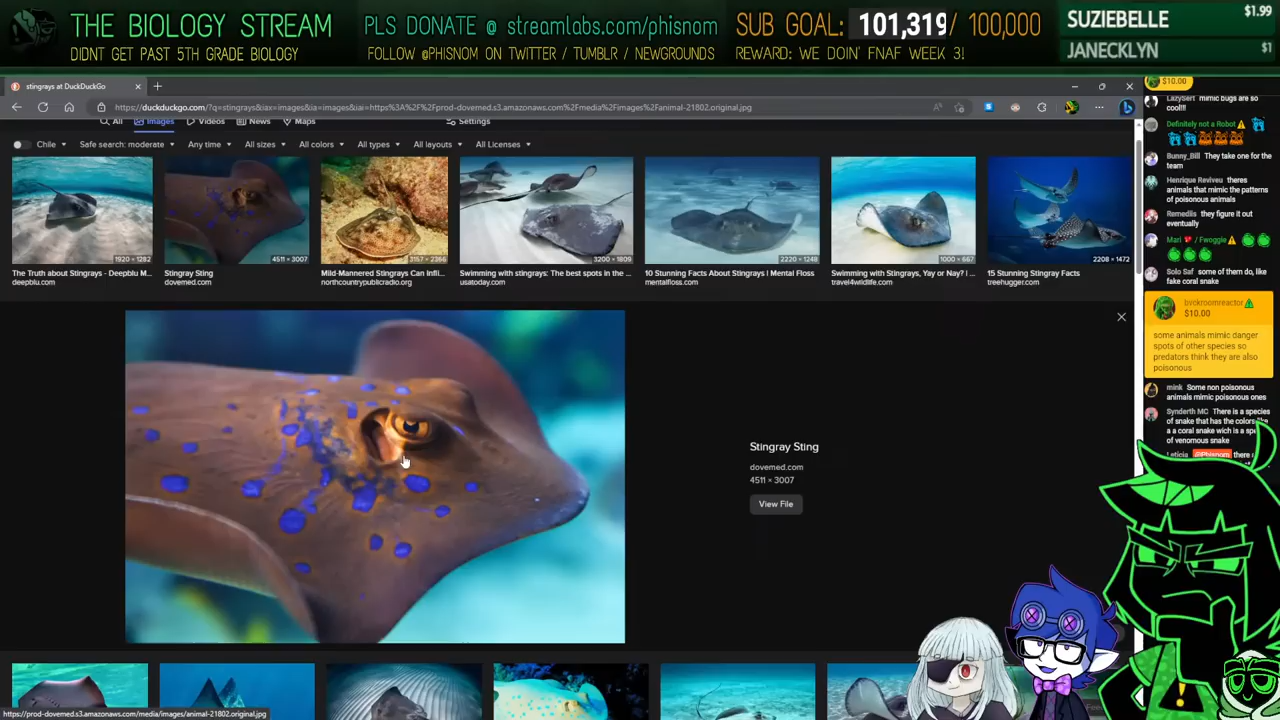 THE BIOLOGY STREAM
DIDNT GET PAST 5TH GRADE BIOLOGY
PLS DONATE @ streamlabs.com/phisnom
FOLLOW @PHISNOM ON TWITTER / TUMBLR / NEWGROUNDS
SUB GOAL: 101,319/ 100,000
REWARD: WE DOIN' FNAF WEEK 3!
SUZIEBELLE $1.99
JANECKLYN $1
stingrays at DuckDuckGo
https://duckduckgo.com/?q=stingrays&iax=images&ia=images&iai=https%3A%2F%2Fprod-dovemed.s3.amazonaws.com%2Fmedia%2Fimages%2Fanimal-21802.original.jpg
All Images Videos News Maps Settings
Chile Safe search: moderate Any time All sizes All colors All types All layouts All Licenses
1920 × 1282
4511 × 3007
3157 × 2366
3200 × 1809
2220 × 1248
1000 × 667
2208 × 1472
The Truth about Stingrays - Deepblu M...
deepblu.com
Stingray Sting
dovemed.com
Mild-Mannered Stingrays Can Infli...
northcountrypublicradio.org
Swimming with stingrays: The best spots in the ...
usatoday.com
10 Stunning Facts About Stingrays | Mental Floss
mentalfloss.com
Swimming with Stingrays, Yay or Nay? | ...
travel4wildlife.com
15 Stunning Stingray Facts
treehugger.com
Stingray Sting
dovemed.com
4511 × 3007
View File
https://prod-dovemed.s3.amazonaws.com/media/images/animal-21802.original.jpg
$10.00
LazySert mimic bugs are so
cool!!!
Definitely not a Robot
Bunny_Bill They take one for the
team
Henrique Reviveu theres
animals that mimic the patterns
of poisonous animals
Remediis they figure it out
eventually
Mari / Fwoggie
Solo Saf some of them do, like
fake coral snake
$10.00
some animals mimic danger
spots of other species so
predators think they are also
poisonous
mink Some non poisonous
animals mimic poisonous ones
Synderth MC There is a species
of snake that has the colors
a a coral snake wich is a
of venomous snake
Leticia @Phisnom there